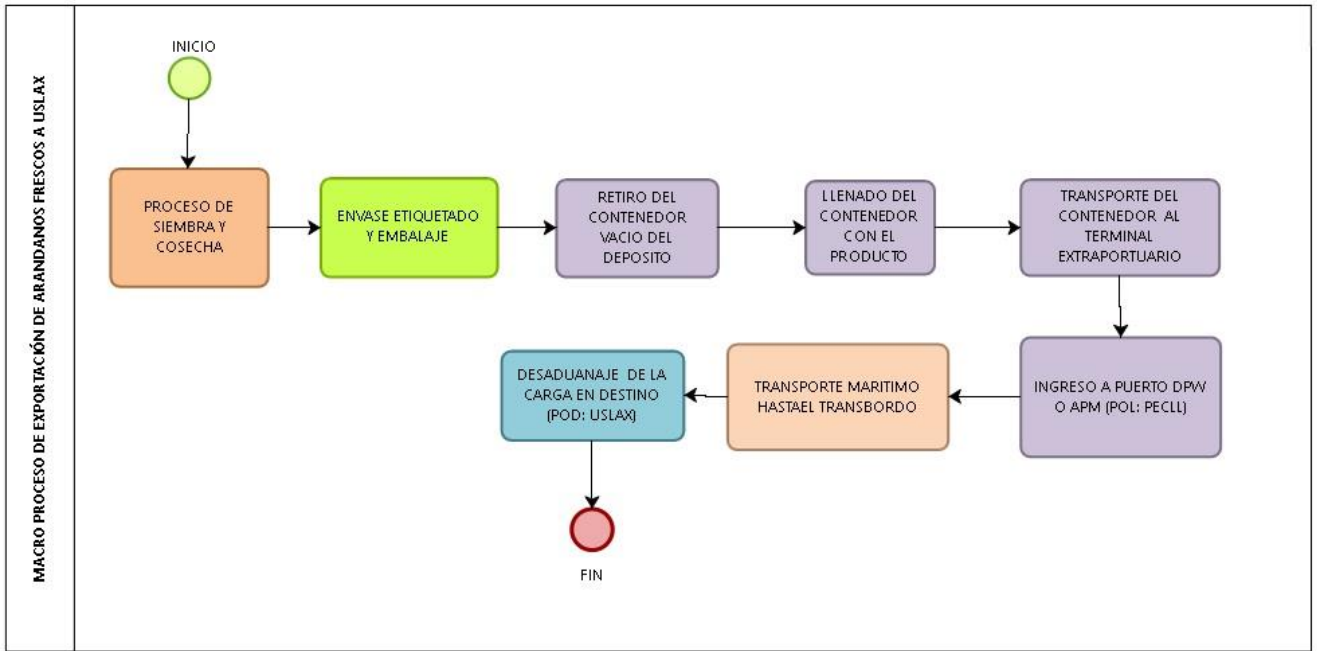 MACRO PROCESO DE EXPORTACIÓN DE ARANDANOS FRESCOS A USLAX
INICIO
PROCESO DE
SIEMBRA Y
COSECHA
ENVASE ETIQUETADO
Y EMBALAJE
RETIRO DEL
CONTENEDOR
VACIO DEL
DEPOSITO
LLENADO DEL
CONTENEDOR
CON EL
PRODUCTO
TRANSPORTE DEL
CONTENEDOR AL
TERMINAL
EXTRAPORTUARIO
INGRESO A PUERTO DPW
O APM (POL: PECLL)
TRANSPORTE MARITIMO
HASTAEL TRANSBORDO
DESADUANAJE DE LA
CARGA EN DESTINO
(POD: USLAX)
FIN